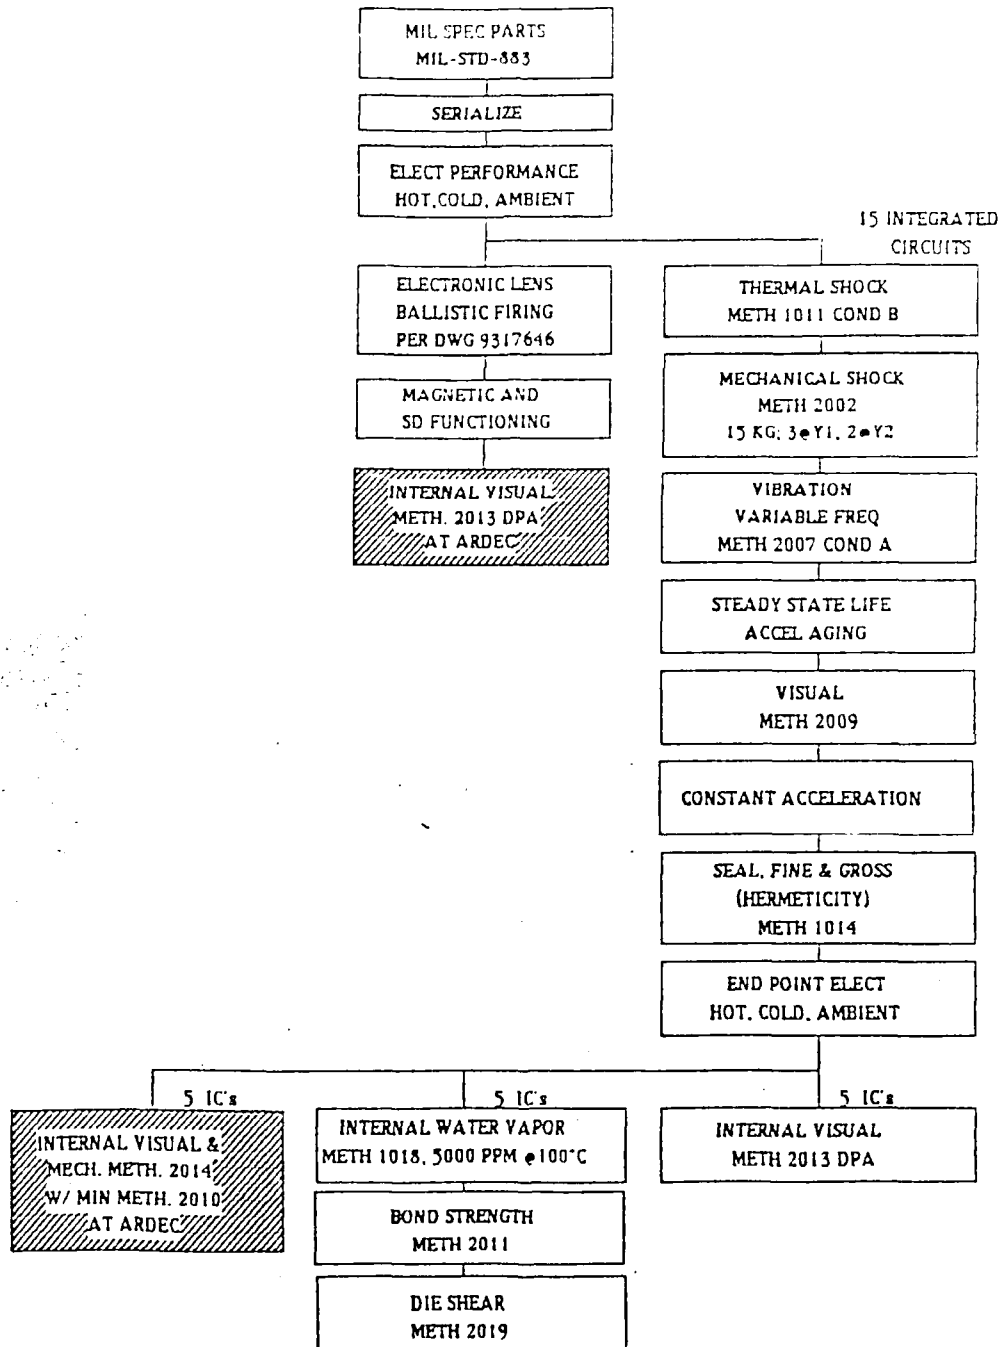 MIL SPEC PARTS
MIL-STD-883
SERIALIZE
ELECT PERFORMANCE
HOT, COLD, AMBIENT
15 INTEGRATED
CIRCUITS
ELECTRONIC LENS
BALLISTIC FIRING
PER DWG 9317646
MAGNETIC AND
SD FUNCTIONING
INTERNAL VISUAL
METH. 2013 DPA
AT ARDEC
THERMAL SHOCK
METH 1011 COND B
MECHANICAL SHOCK
METH 2002
15 KG; 3@Y1, 2@Y2
VIBRATION
VARIABLE FREQ
METH 2007 COND A
STEADY STATE LIFE
ACCEL AGING
VISUAL
METH 2009
CONSTANT ACCELERATION
SEAL, FINE & GROSS
(HERMETICITY)
METH 1014
END POINT ELECT
HOT, COLD, AMBIENT
5 IC's
INTERNAL VISUAL &
MECH. METH. 2014
W/ MIN METH. 2010
AT ARDEC
5 IC's
INTERNAL WATER VAPOR
METH 1018, 5000 PPM @100°C
BOND STRENGTH
METH 2011
DIE SHEAR
METH 2019
5 IC's
INTERNAL VISUAL
METH 2013 DPA